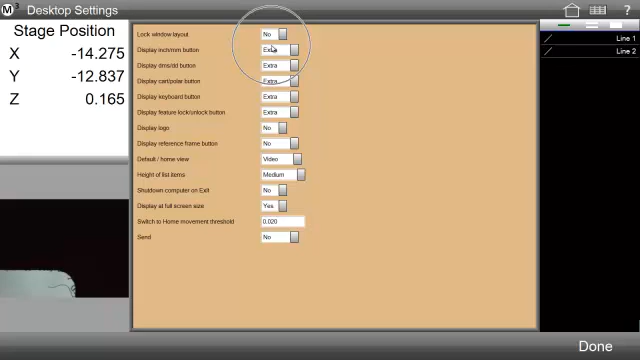 M3 Desktop Settings
?
Stage Position
X -14.275
Y -12.837
Z 0.165
Lock window layout No
Display inch/mm button Extra
Display dms/dd button Extra
Display cart/polar button Extra
Display keyboard button Extra
Display feature lock/unlock button Extra
Display logo No
Display reference frame button No
Default / home view Video
Height of list items Medium
Shutdown computer on Exit No
Display at full screen size Yes
Switch to Home movement threshold 0.020
Send No
Line 1
Line 2
Done